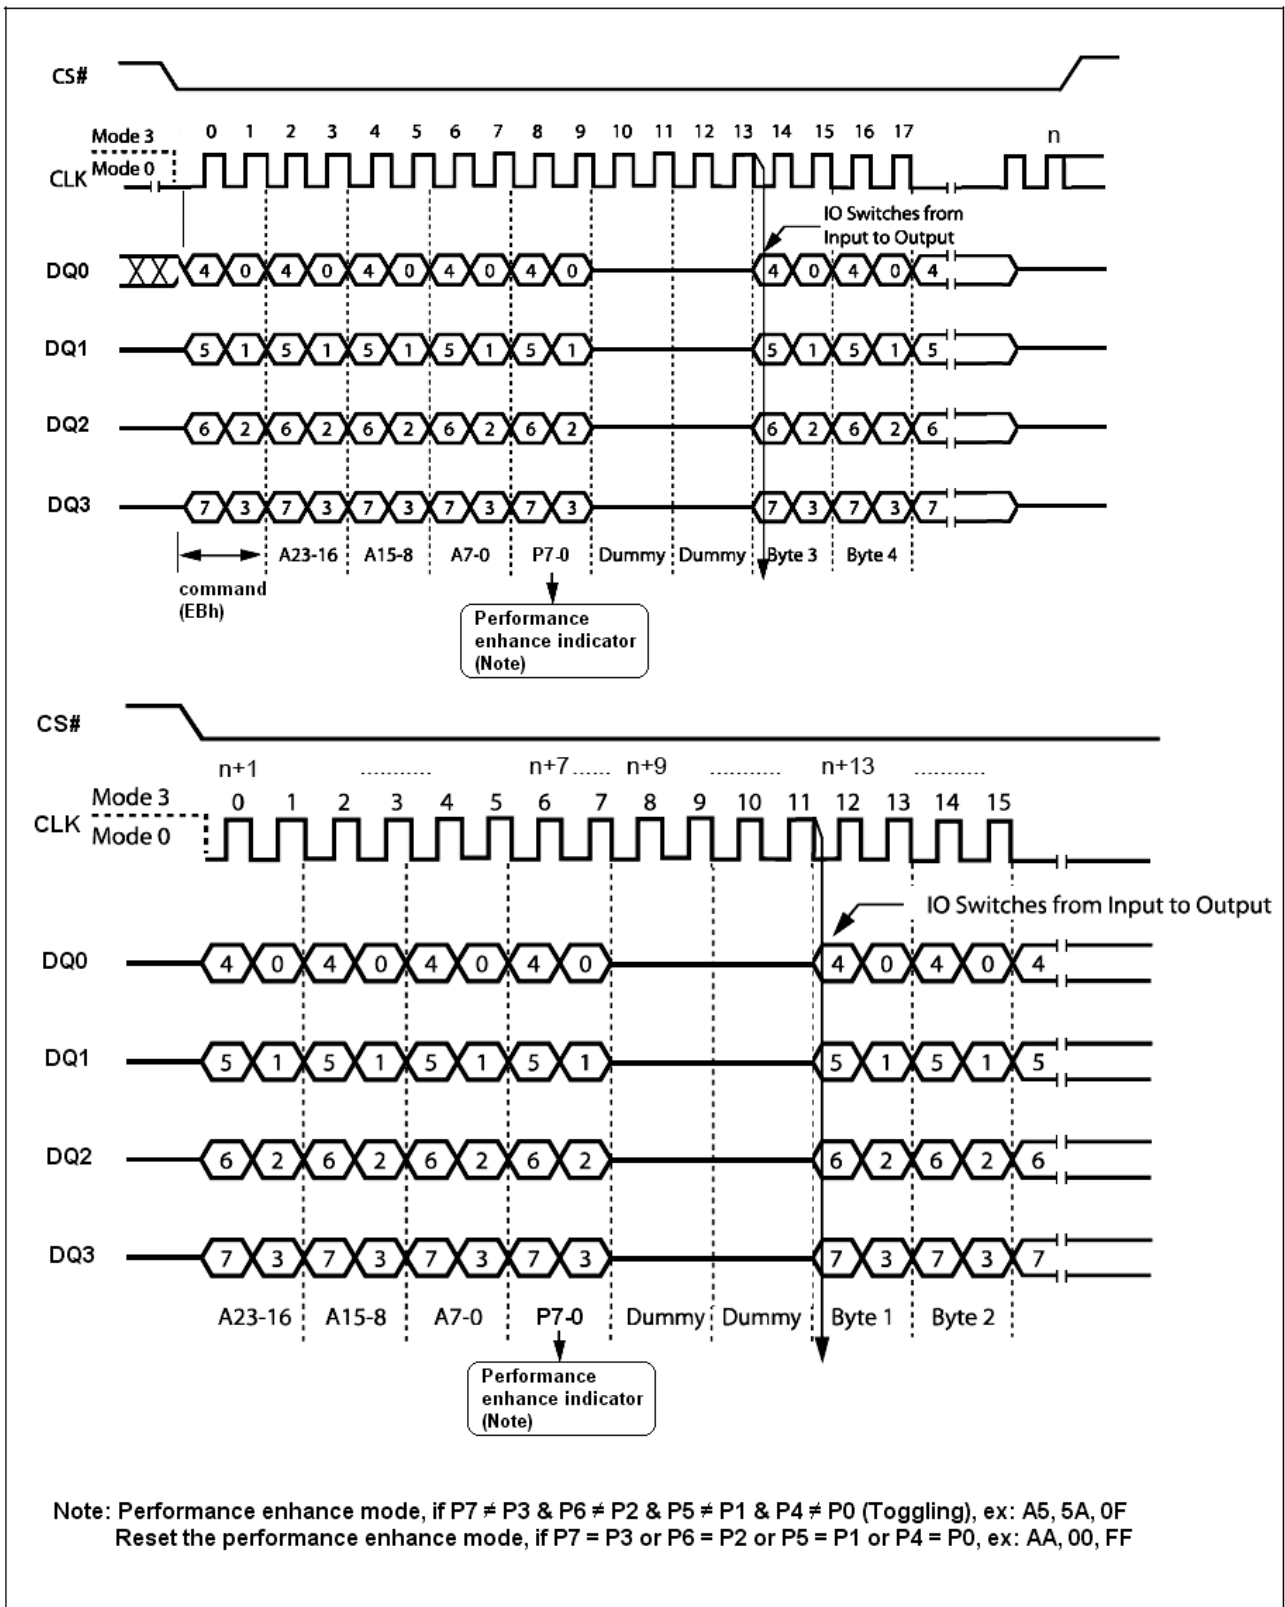 CS#
Mode 3
Mode 0
CLK
0 1 2 3 4 5 6 7 8 9 10 11 12 13 14 15 16 17 n
IO Switches from
Input to Output
DQ0 4 0 4 0 4 0 4 0 4 0 4 0 4 0 4
DQ1 5 1 5 1 5 1 5 1 5 1 5 1 5 1 5
DQ2 6 2 6 2 6 2 6 2 6 2 6 2 6 2 6
DQ3 7 3 7 3 7 3 7 3 7 3 7 3 7 3 7
A23-16 A15-8 A7-0 P7-0 Dummy Dummy Byte 3 Byte 4
command
(EBh)
Performance
enhance indicator
(Note)
CS#
n+1 ............ n+7 ...... n+9 ............ n+13 ............
Mode 3
CLK
Mode 0
0 1 2 3 4 5 6 7 8 9 10 11 12 13 14 15
IO Switches from Input to Output
DQ0 4 0 4 0 4 0 4 0 4 0 4 0 4
DQ1 5 1 5 1 5 1 5 1 5 1 5 1 5
DQ2 6 2 6 2 6 2 6 2 6 2 6 2 6
DQ3 7 3 7 3 7 3 7 3 7 3 7 3 7
A23-16 A15-8 A7-0 P7-0 Dummy Dummy Byte 1 Byte 2
Performance
enhance indicator
(Note)
Note: Performance enhance mode, if P7 ≠ P3 & P6 ≠ P2 & P5 ≠ P1 & P4 ≠ P0 (Toggling), ex: A5, 5A, 0F
Reset the performance enhance mode, if P7 = P3 or P6 = P2 or P5 = P1 or P4 = P0, ex: AA, 00, FF